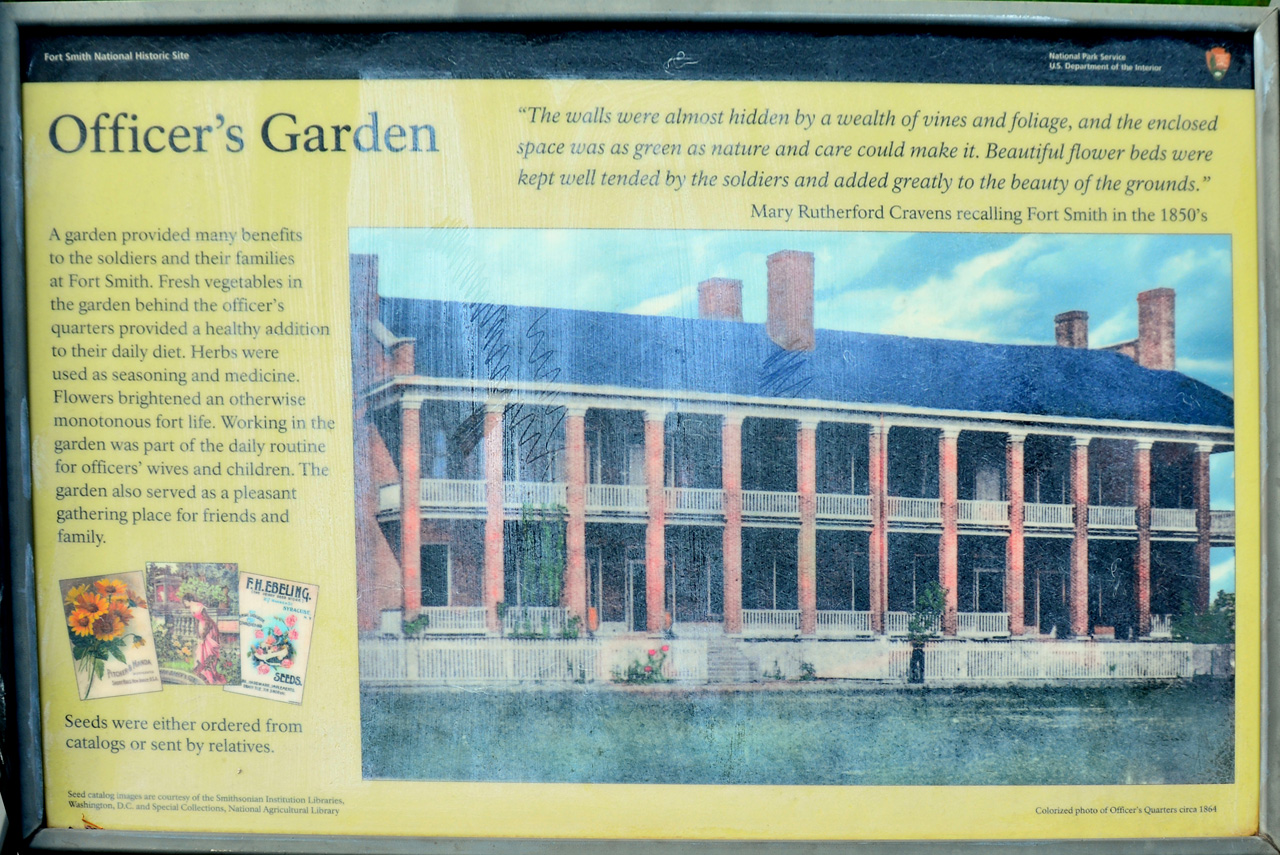 Fort Smith National Historic Site
National Park Service
U.S. Department of the Interior
Officer's Garden
“The walls were almost hidden by a wealth of vines and foliage, and the enclosed
space was as green as nature and care could make it. Beautiful flower beds were
kept well tended by the soldiers and added greatly to the beauty of the grounds.”
Mary Rutherford Cravens recalling Fort Smith in the 1850's
A garden provided many benefits
to the soldiers and their families
at Fort Smith. Fresh vegetables in
the garden behind the officer's
quarters provided a healthy addition
to their daily diet. Herbs were
used as seasoning and medicine.
Flowers brightened an otherwise
monotonous fort life. Working in the
garden was part of the daily routine
for officers' wives and children. The
garden also served as a pleasant
gathering place for friends and
family.
F.H.EBELING.
SYRACUSE
SEEDS.
Seeds were either ordered from
catalogs or sent by relatives.
Seed catalog images are courtesy of the Smithsonian Institution Libraries,
Washington, D.C. and Special Collections, National Agricultural Library
Colorized photo of Officer's Quarters circa 1864